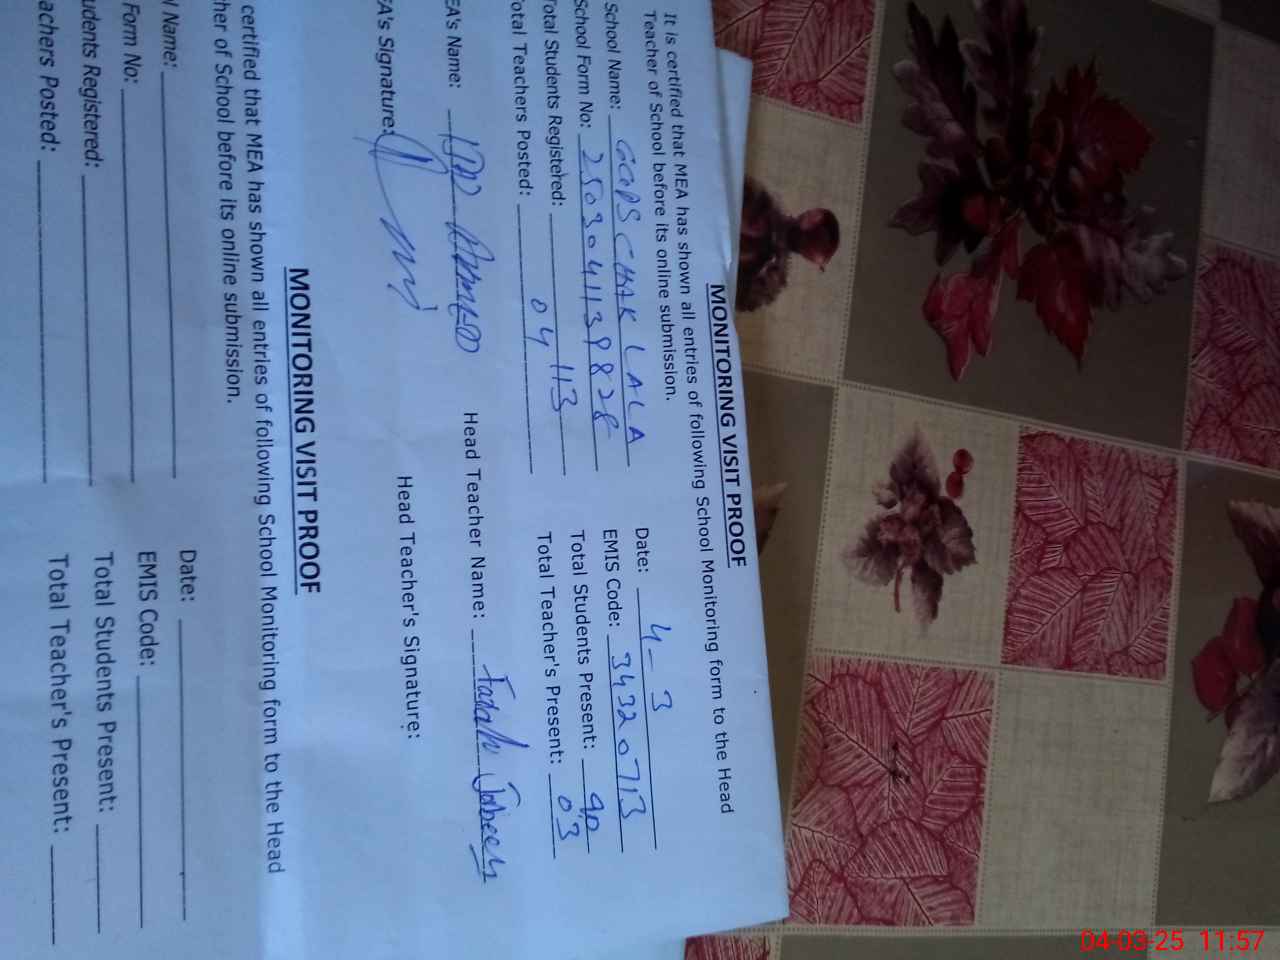 MONITORING VISIT PROOF
It is certified that MEA has shown all entries of following School Monitoring form to the Head
Teacher of School before its online submission.
School Name: GGPS CHAK LALA Date: 4-3
School Form No: 2503041139828 EMIS Code: 34320713
Total Students Registered: 113 Total Students Present: 90
Total Teachers Posted: 04 Total Teacher's Present: 03
EA's Name: Head Teacher Name: Farah Jabeen
EA's Signature: Head Teacher's Signature:
MONITORING VISIT PROOF
certified that MEA has shown all entries of following School Monitoring form to the Head
her of School before its online submission.
l Name: Date:
Form No: EMIS Code:
udents Registered: Total Students Present:
achers Posted: Total Teacher's Present:
04-03-25 11:57